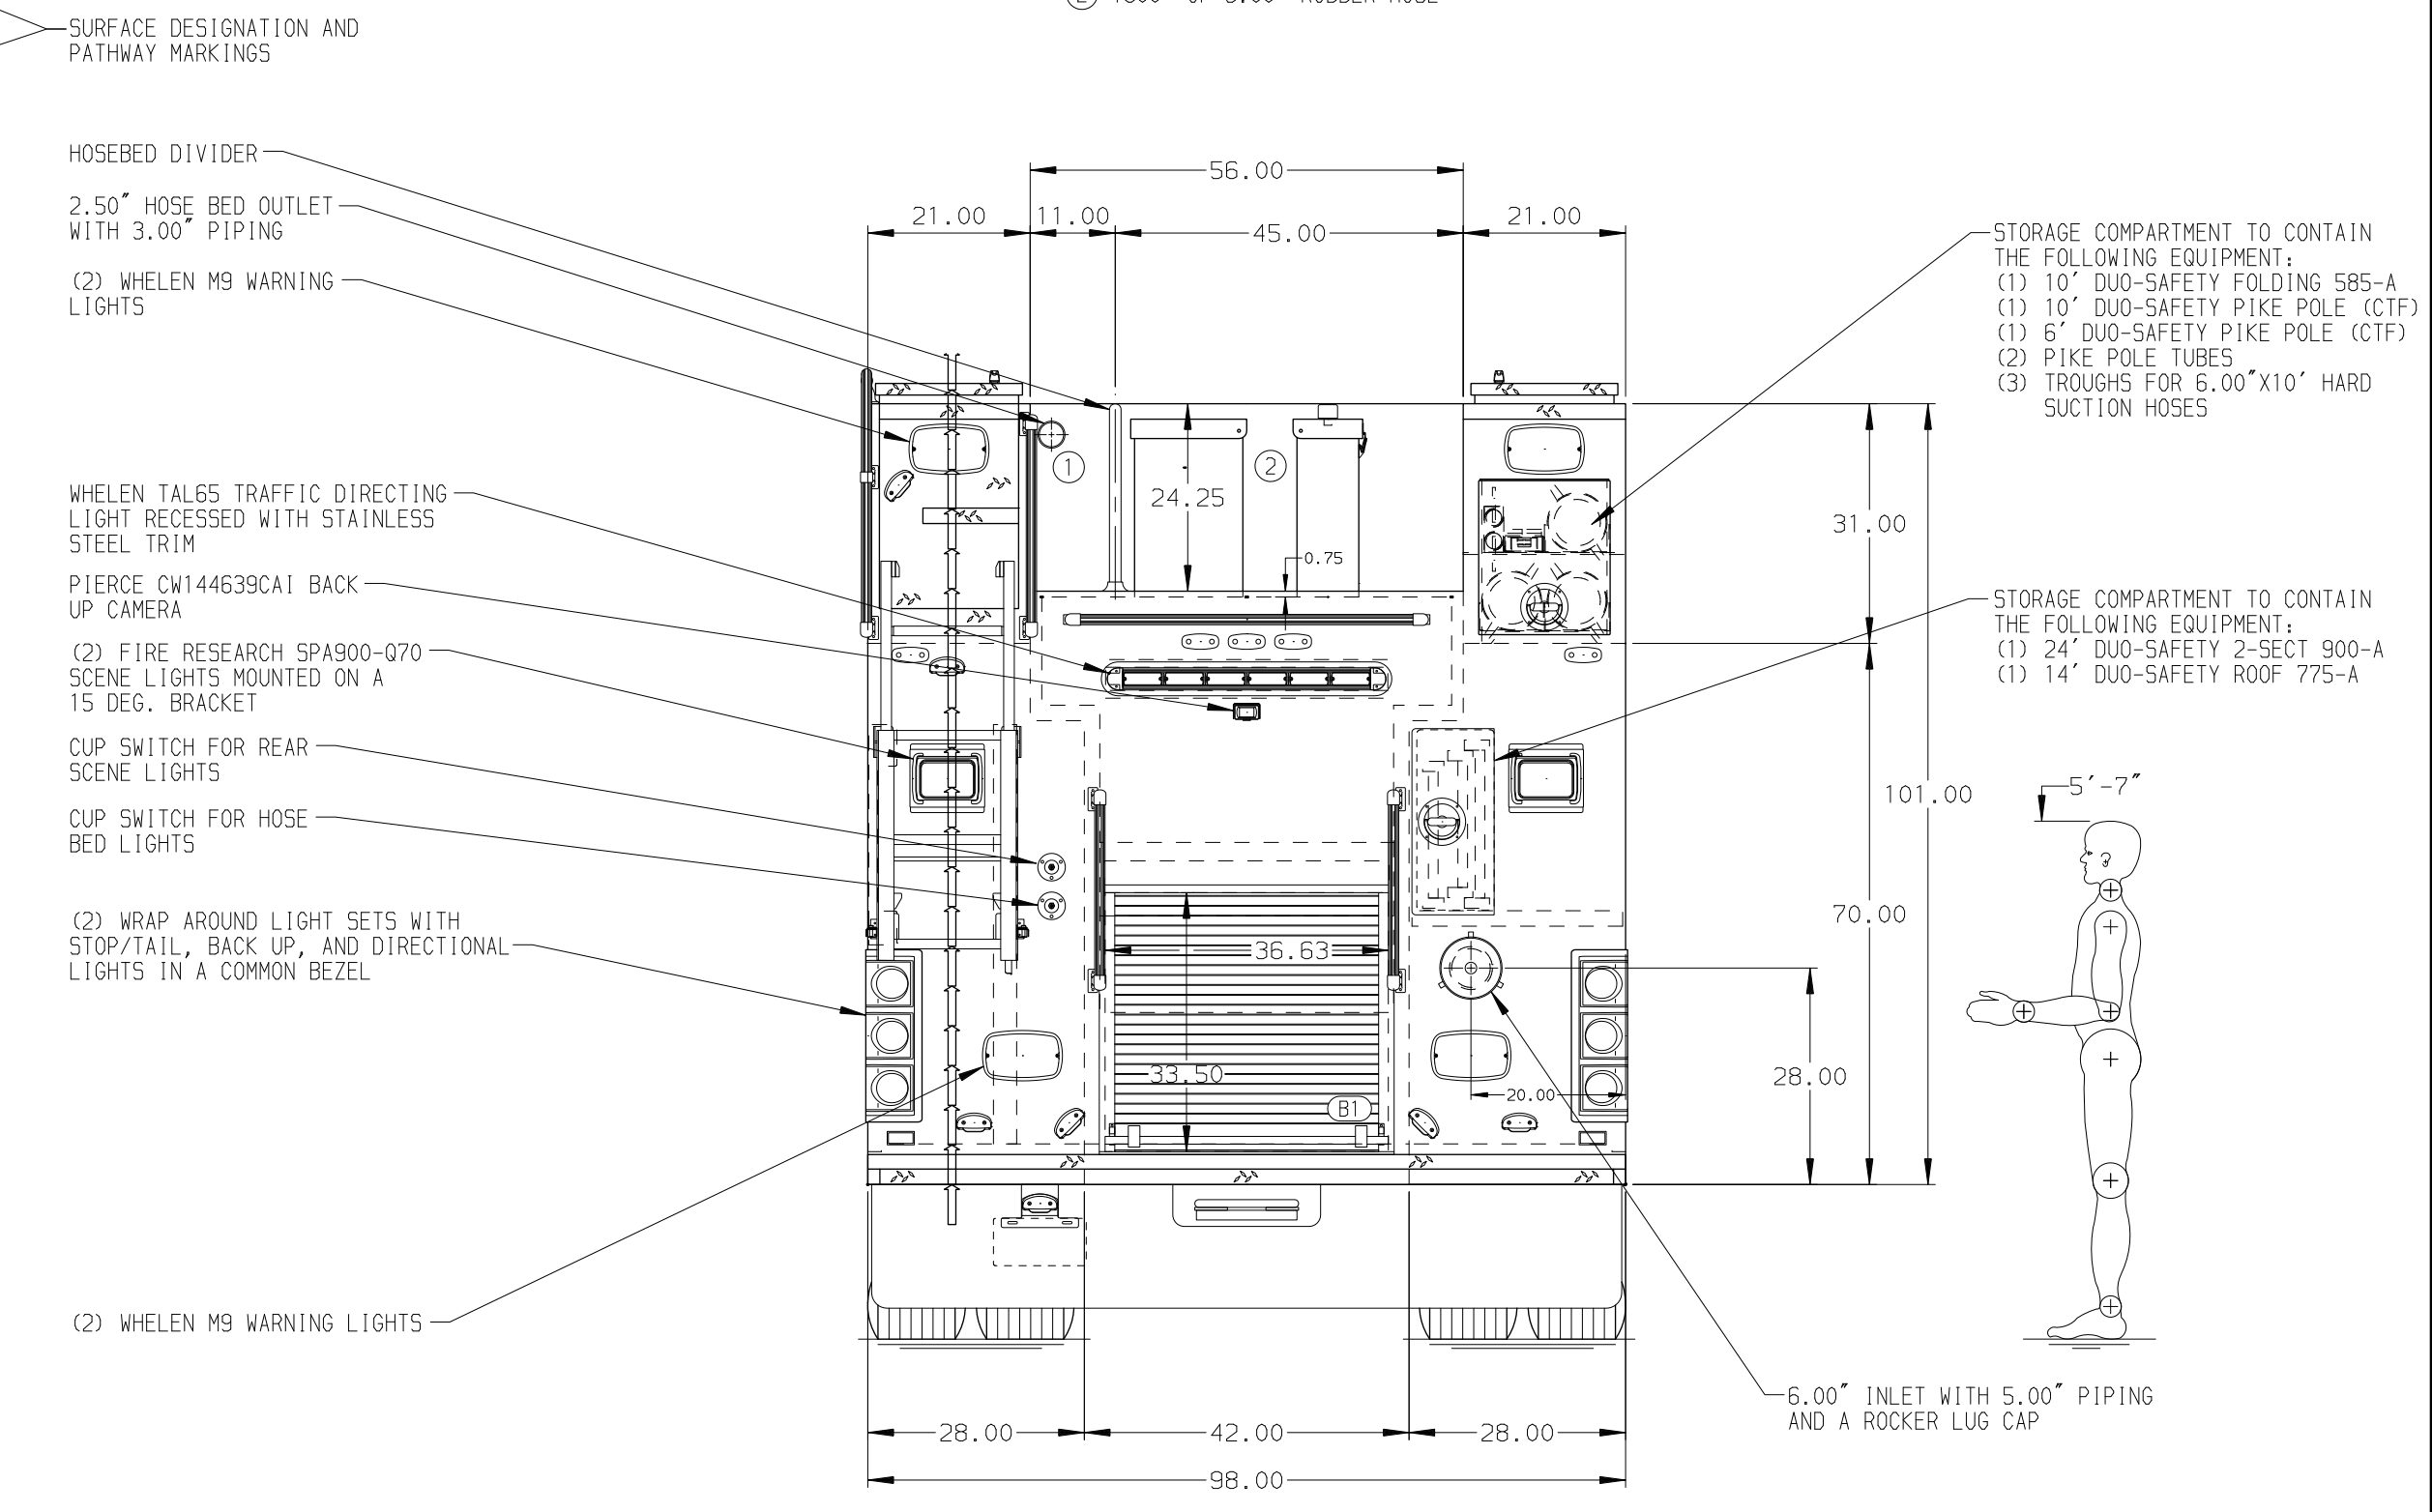 SURFACE DESIGNATION AND
PATHWAY MARKINGS
HOSEBED DIVIDER
2.50" HOSE BED OUTLET
WITH 3.00" PIPING
(2) WHELEN M9 WARNING
LIGHTS
WHELEN TAL65 TRAFFIC DIRECTING
LIGHT RECESSED WITH STAINLESS
STEEL TRIM
PIERCE CW144639CAI BACK
UP CAMERA
(2) FIRE RESEARCH SPA900-Q70
SCENE LIGHTS MOUNTED ON A
15 DEG. BRACKET
CUP SWITCH FOR REAR
SCENE LIGHTS
CUP SWITCH FOR HOSE
BED LIGHTS
(2) WRAP AROUND LIGHT SETS WITH
STOP/TAIL, BACK UP, AND DIRECTIONAL
LIGHTS IN A COMMON BEZEL
(2) WHELEN M9 WARNING LIGHTS
56.00
21.00 11.00 45.00 21.00
1
2
24.25
0.75
36.63
33.50
B1
20.00
28.00
31.00
70.00
101.00
28.00 42.00 28.00
98.00
STORAGE COMPARTMENT TO CONTAIN
THE FOLLOWING EQUIPMENT:
(1) 10' DUO-SAFETY FOLDING 585-A
(1) 10' DUO-SAFETY PIKE POLE (CTF)
(1) 6' DUO-SAFETY PIKE POLE (CTF)
(2) PIKE POLE TUBES
(3) TROUGHS FOR 6.00"X10' HARD
SUCTION HOSES
STORAGE COMPARTMENT TO CONTAIN
THE FOLLOWING EQUIPMENT:
(1) 24' DUO-SAFETY 2-SECT 900-A
(1) 14' DUO-SAFETY ROOF 775-A
5'-7"
6.00" INLET WITH 5.00" PIPING
AND A ROCKER LUG CAP